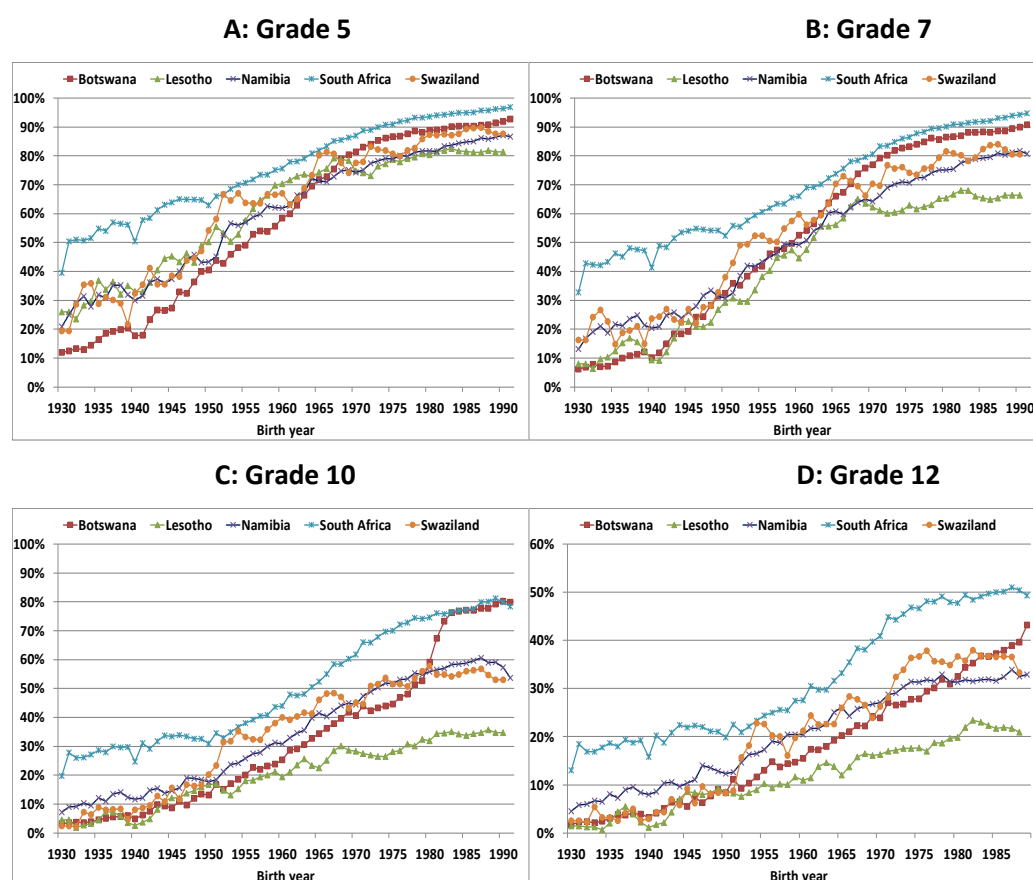 A: Grade 5
Botswana Lesotho Namibia South Africa Swaziland
100%
90%
80%
70%
60%
50%
40%
30%
20%
10%
0%
1930 1935 1940 1945 1950 1955 1960 1965 1970 1975 1980 1985 1990
Birth year
B: Grade 7
Botswana Lesotho Namibia South Africa Swaziland
100%
90%
80%
70%
60%
50%
40%
30%
20%
10%
0%
1930 1935 1940 1945 1950 1955 1960 1965 1970 1975 1980 1985 1990
Birth year
C: Grade 10
Botswana Lesotho Namibia South Africa Swaziland
100%
90%
80%
70%
60%
50%
40%
30%
20%
10%
0%
1930 1935 1940 1945 1950 1955 1960 1965 1970 1975 1980 1985 1990
Birth year
D: Grade 12
Botswana Lesotho Namibia South Africa Swaziland
60%
50%
40%
30%
20%
10%
0%
1930 1935 1940 1945 1950 1955 1960 1965 1970 1975 1980 1985
Birth year